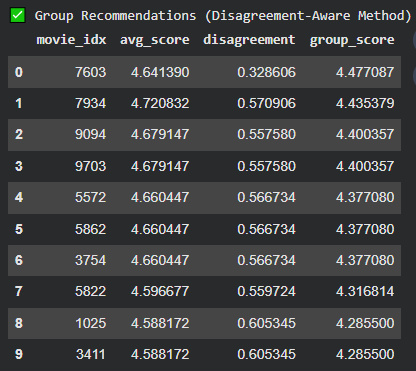 ✅ Group Recommendations (Disagreement-Aware Method)
movie_idx avg_score disagreement group_score
0 7603 4.641390 0.328606 4.477087
1 7934 4.720832 0.570906 4.435379
2 9094 4.679147 0.557580 4.400357
3 9703 4.679147 0.557580 4.400357
4 5572 4.660447 0.566734 4.377080
5 5862 4.660447 0.566734 4.377080
6 3754 4.660447 0.566734 4.377080
7 5822 4.596677 0.559724 4.316814
8 1025 4.588172 0.605345 4.285500
9 3411 4.588172 0.605345 4.285500